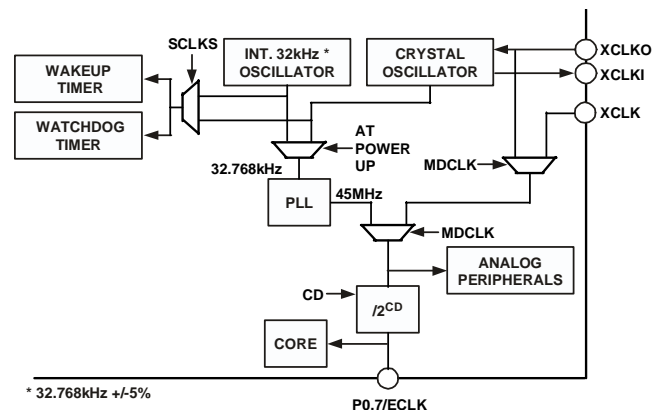 SCLKS
INT. 32kHz *
OSCILLATOR
CRYSTAL
OSCILLATOR
XCLKO
XCLKI
XCLK
WAKEUP
TIMER
WATCHDOG
TIMER
AT
POWER
UP
32.768kHz
PLL
45MHz
MDCLK
MDCLK
ANALOG
PERIPHERALS
CD
/2CD
CORE
* 32.768kHz +/-5%
P0.7/ECLK